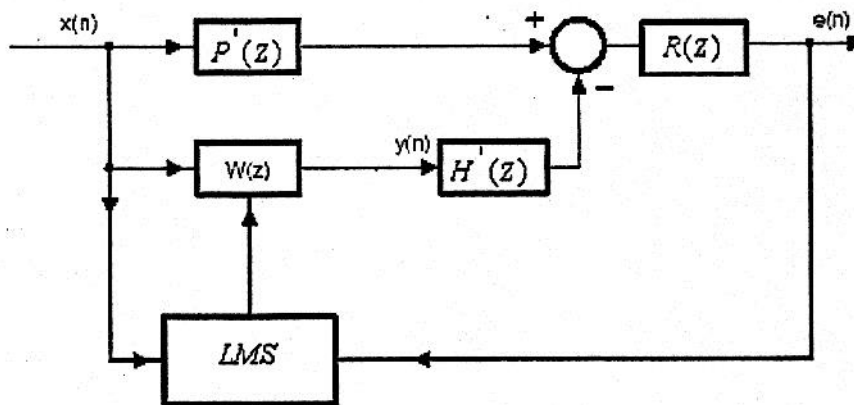 x(n)
P'(Z)
+
R(Z)
e(n)
−
W(z)
y(n)
H'(Z)
LMS